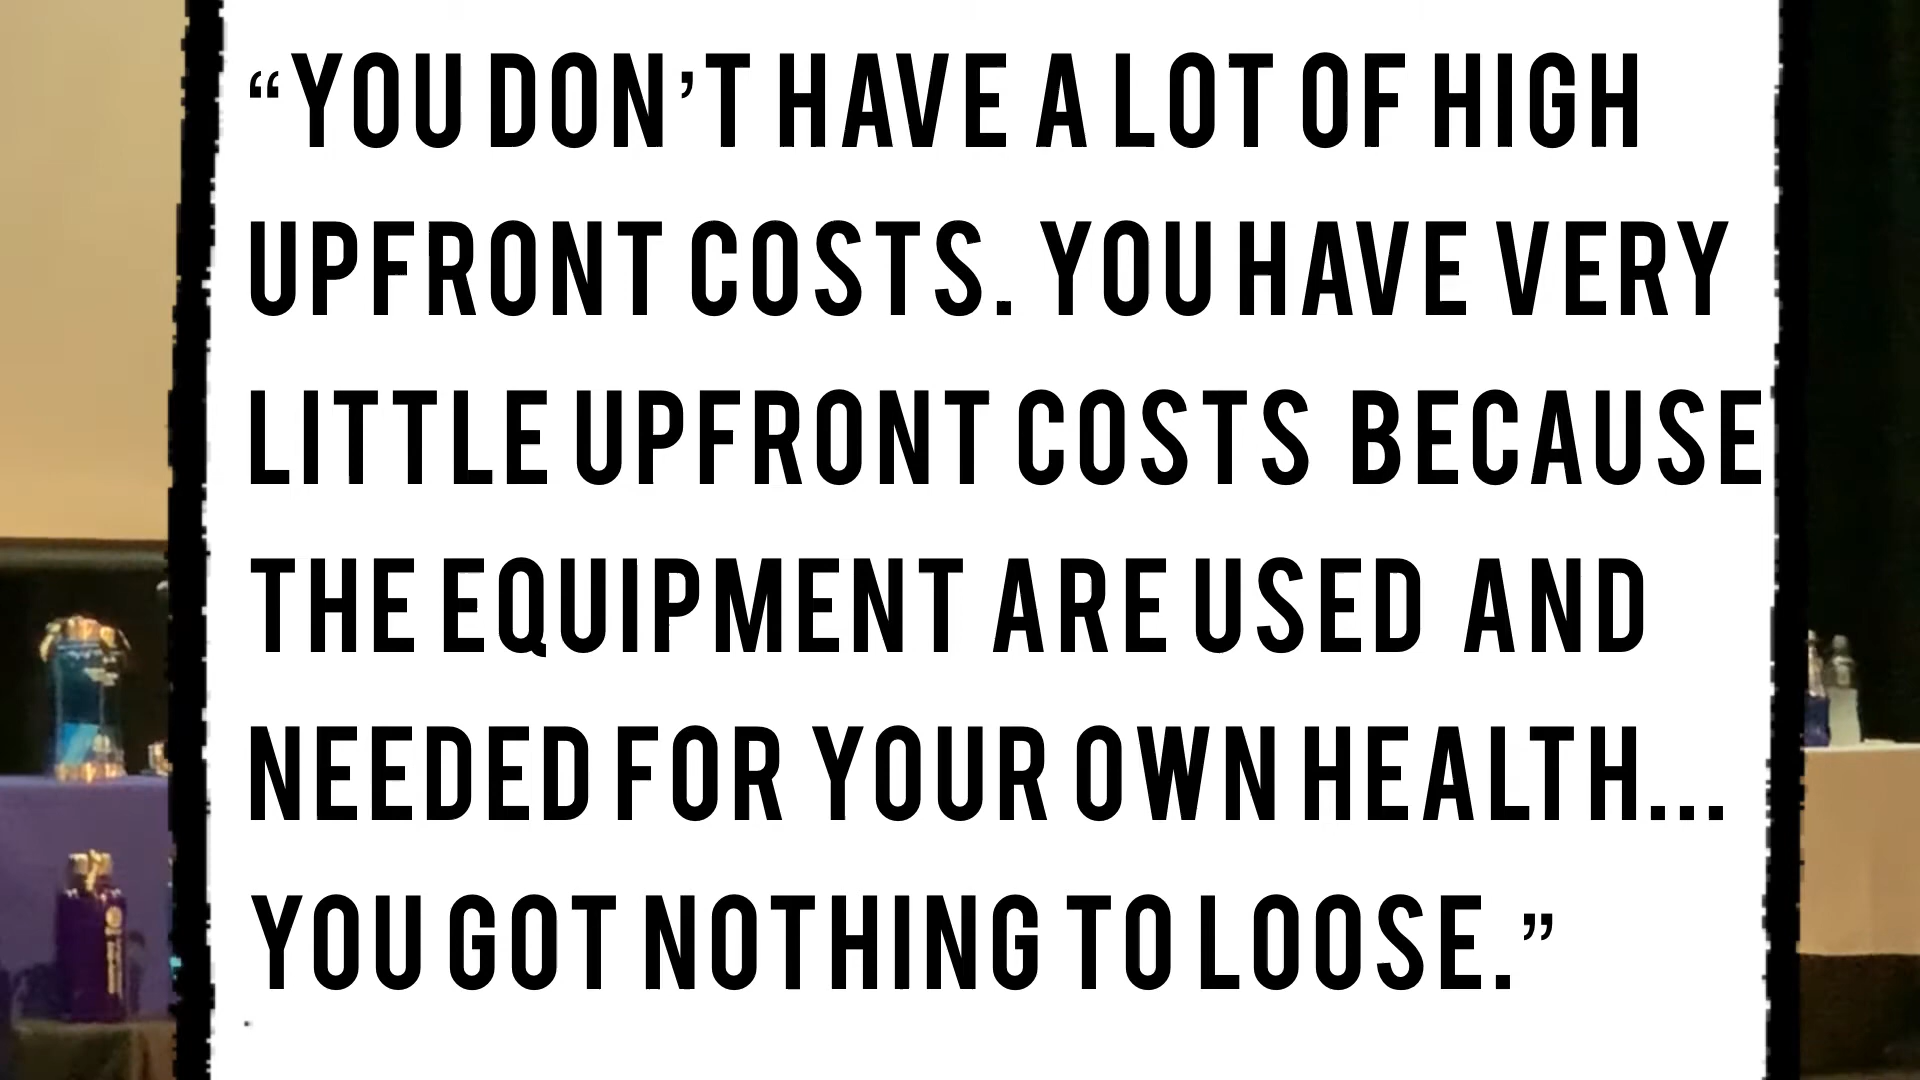 “YOU DON’T HAVE A LOT OF HIGH
UPFRONT COSTS. YOU HAVE VERY
LITTLE UPFRONT COSTS BECAUSE
THE EQUIPMENT ARE USED AND
NEEDED FOR YOUR OWN HEALTH...
YOU GOT NOTHING TO LOOSE.”